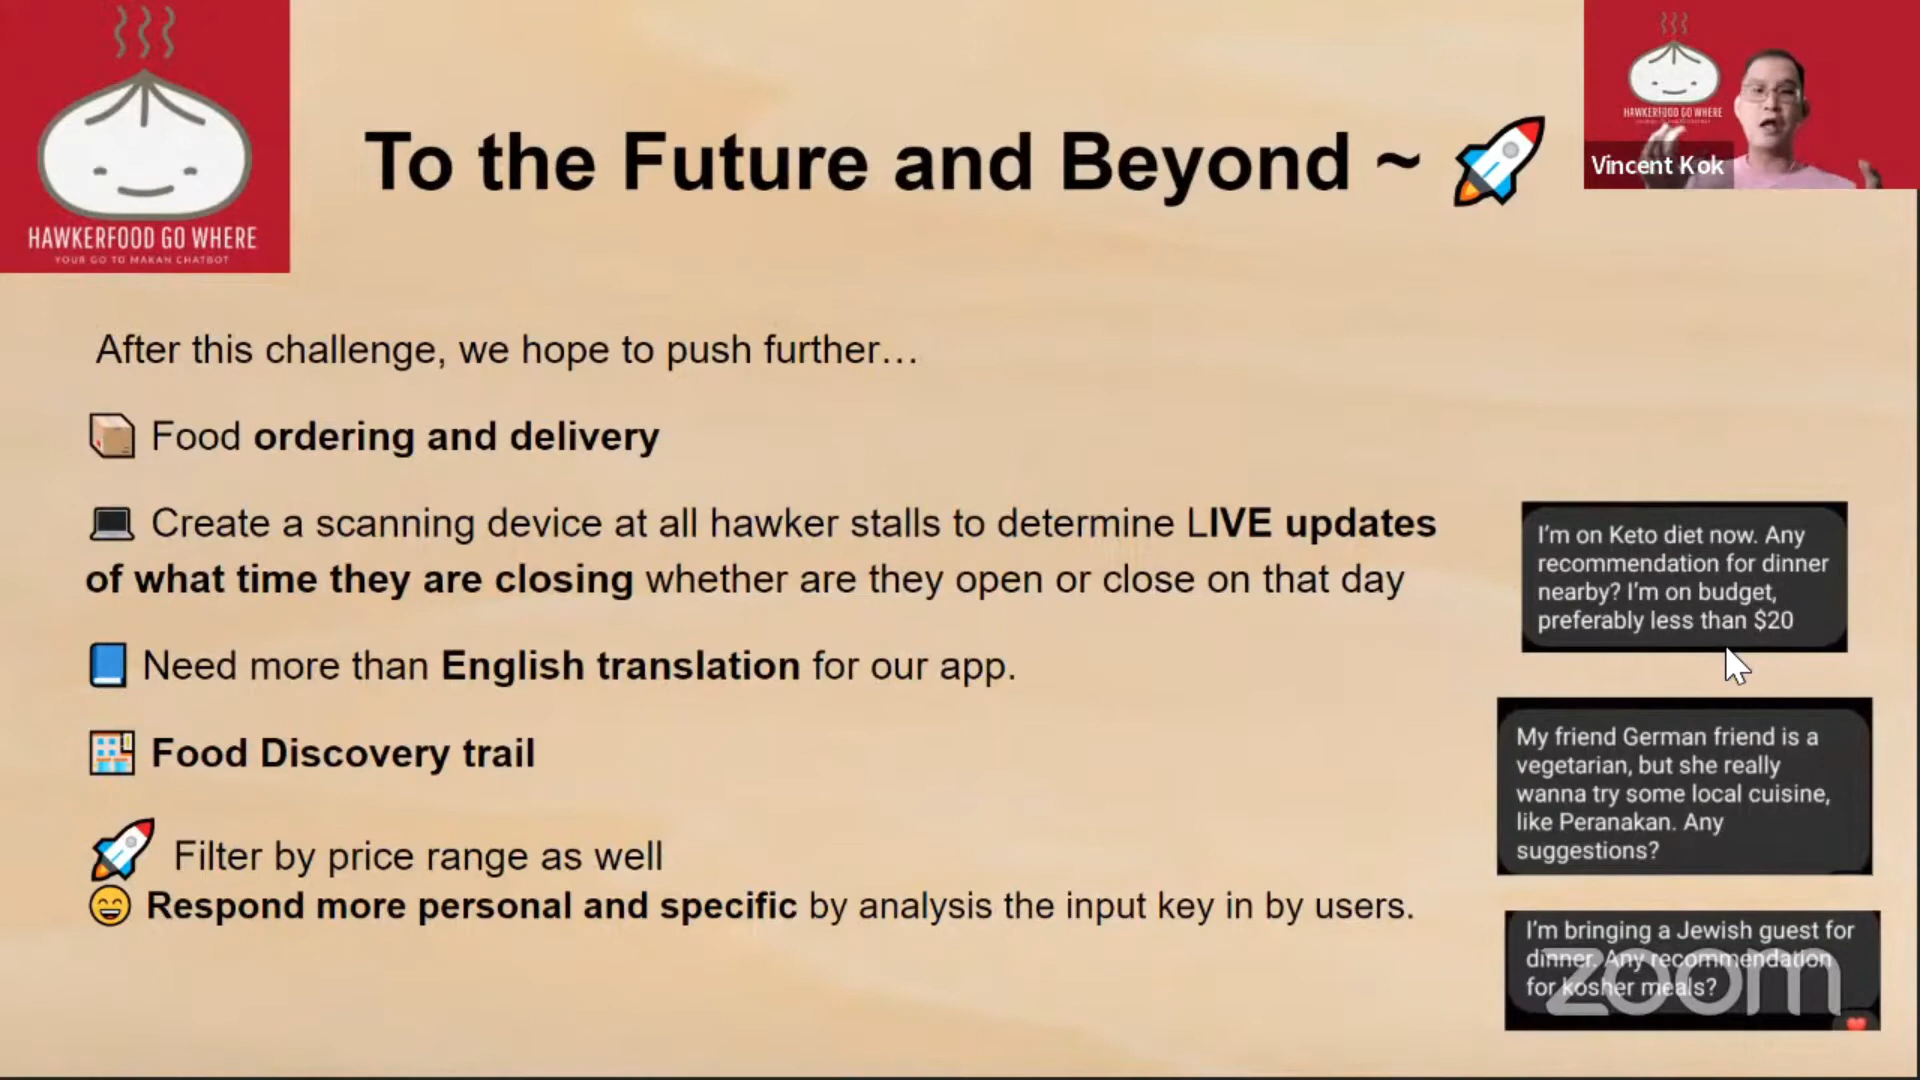 HAWKERFOOD GO WHERE
YOUR GO TO MAKAN CHATBOT
To the Future and Beyond ~
HAWKERFOOD GO WHERE
Vincent Kok
After this challenge, we hope to push further...
Food ordering and delivery
Create a scanning device at all hawker stalls to determine LIVE updates
of what time they are closing whether are they open or close on that day
Need more than English translation for our app.
Food Discovery trail
Filter by price range as well
Respond more personal and specific by analysis the input key in by users.
I'm on Keto diet now. Any
recommendation for dinner
nearby? I'm on budget,
preferably less than $20
My friend German friend is a
vegetarian, but she really
wanna try some local cuisine,
like Peranakan. Any
suggestions?
I'm bringing a Jewish guest for
dinner. Any recommendation
for kosher meals?
zoom